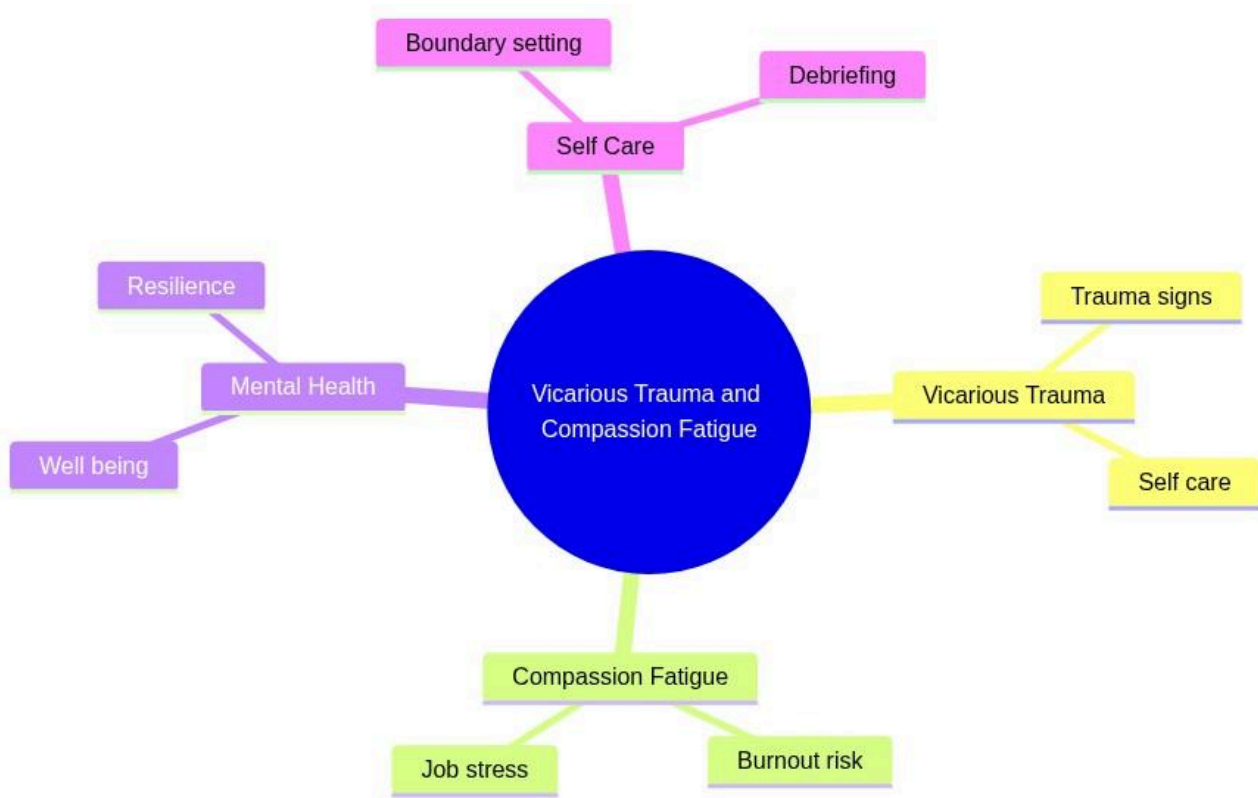 Boundary setting
Debriefing
Self Care
Resilience
Trauma signs
Mental Health
Vicarious Trauma
Vicarious Trauma and
Compassion Fatigue
Well being
Self care
Compassion Fatigue
Job stress
Burnout risk